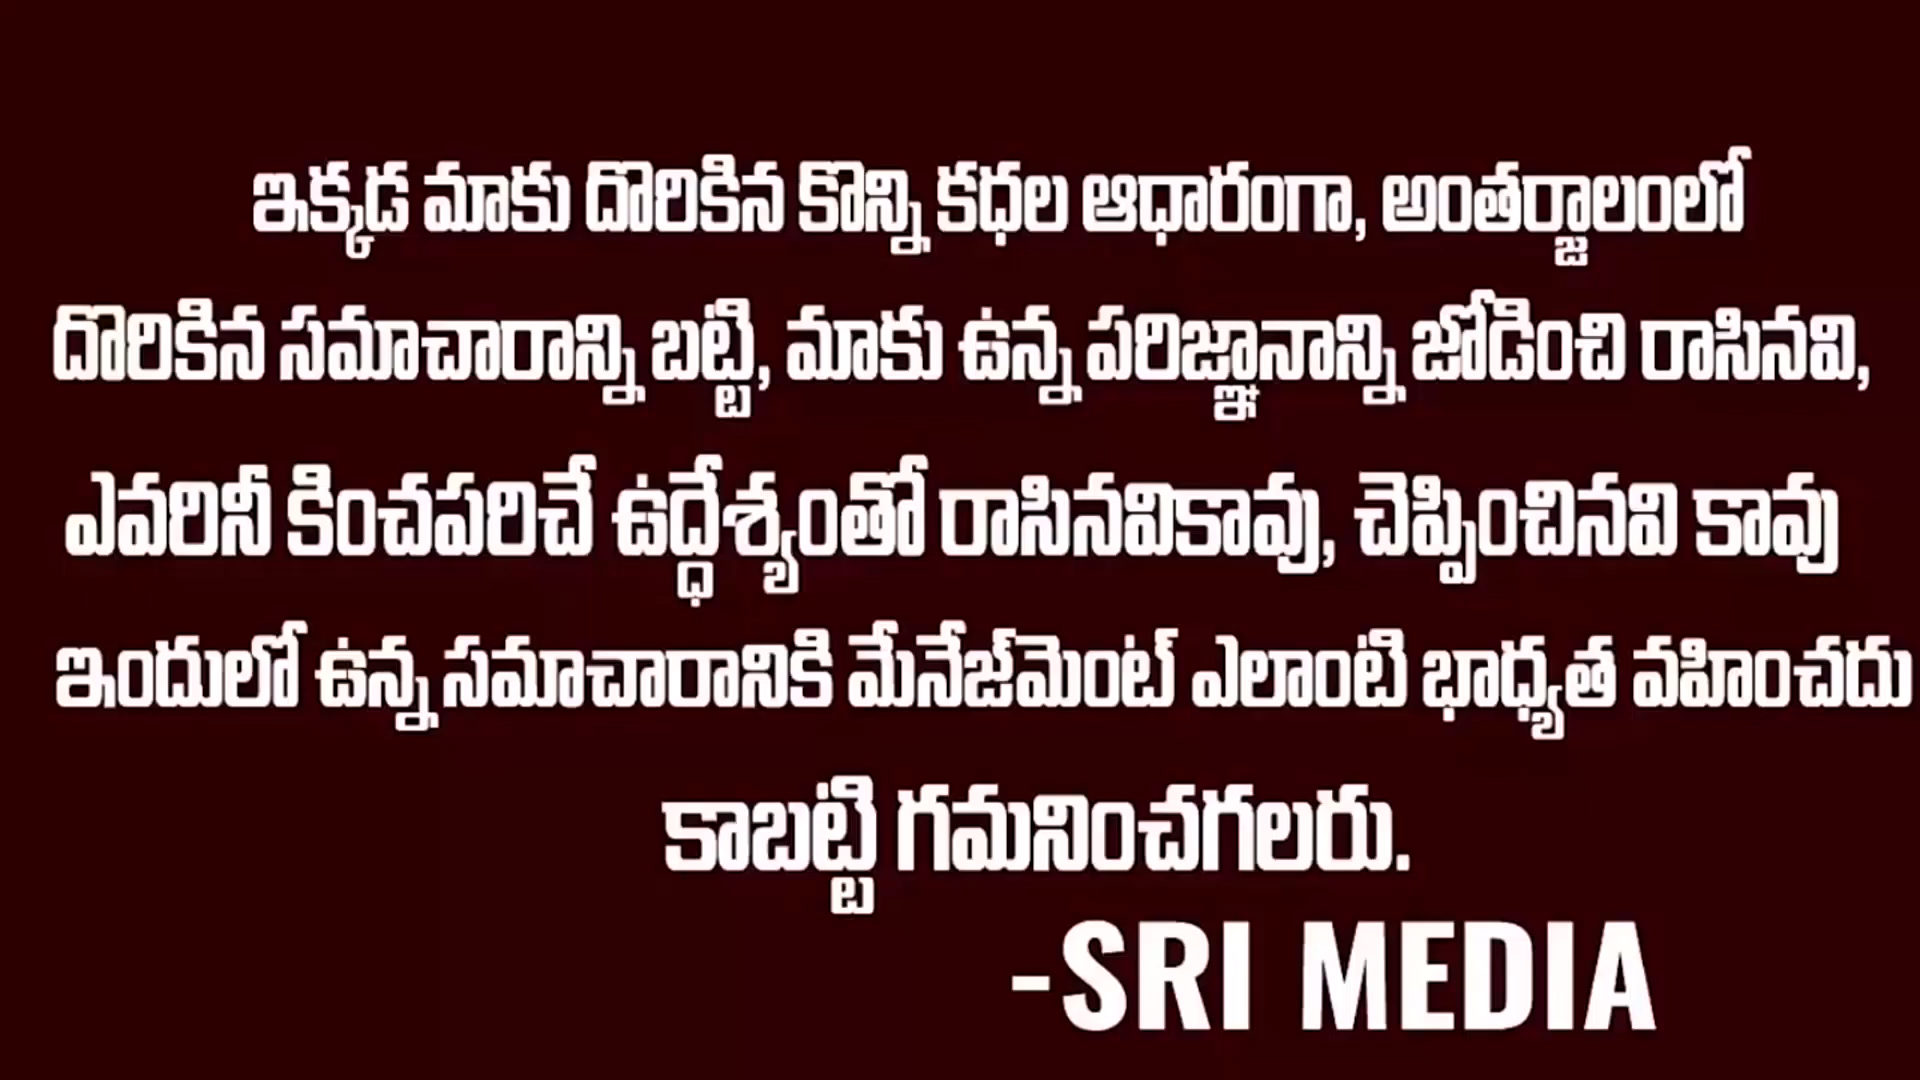 ఇక్కడ మాకు దొరికిన కొన్ని కధల ఆధారంగా, అంతర్జాలంలో
దొరికిన సమాచారాన్ని బట్టి, మాకు ఉన్న పరిజ్ఞానాన్ని జోడించి రాసినవి,
ఎవరినీ కించపరిచే ఉద్ధేశ్యంతో రాసినవికావు, చెప్పించినవి కావు
ఇందులో ఉన్న సమాచారానికి మేనేజ్‌మెంట్ ఎలాంటి భాధ్యత వహించదు
కాబట్టి గమనించగలరు.
-SRI MEDIA